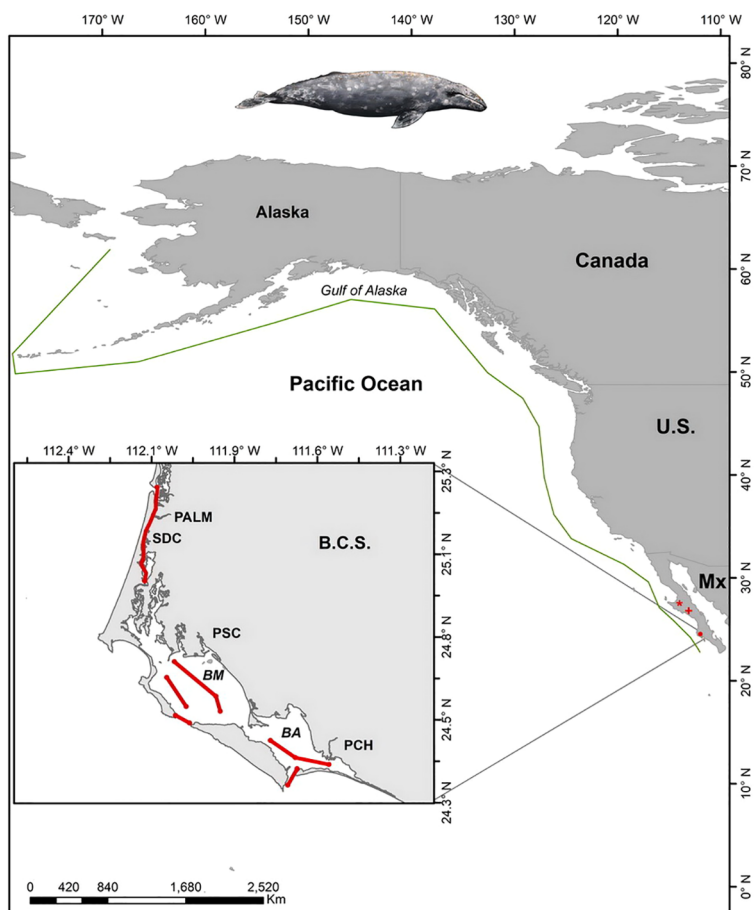 170° W 160° W 150° W 140° W 130° W 120° W 110° W
80° N
70° N
Alaska
Canada
60° N
Gulf of Alaska
Pacific Ocean
50° N
U.S.
40° N
112.4° W 112.1° W 111.9° W 111.6° W 111.3° W
25.3° N
PALM
SDC
B.C.S.
25.1° N
30° N
Mx
PSC
24.8° N
BM
20° N
BA
24.5° N
PCH
24.3° N
10° N
0° N
0 420 840 1,680 2,520
Km